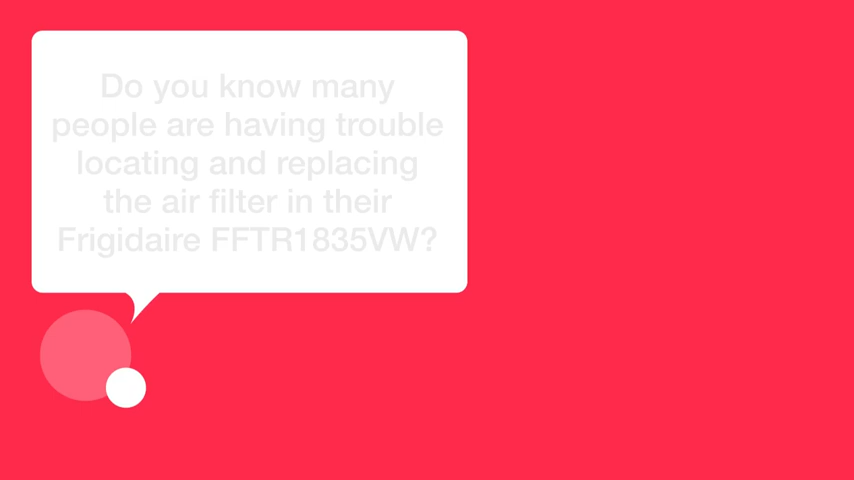 Do you know many
people are having trouble
locating and replacing
the air filter in their
Frigidaire FFTR1835VW?